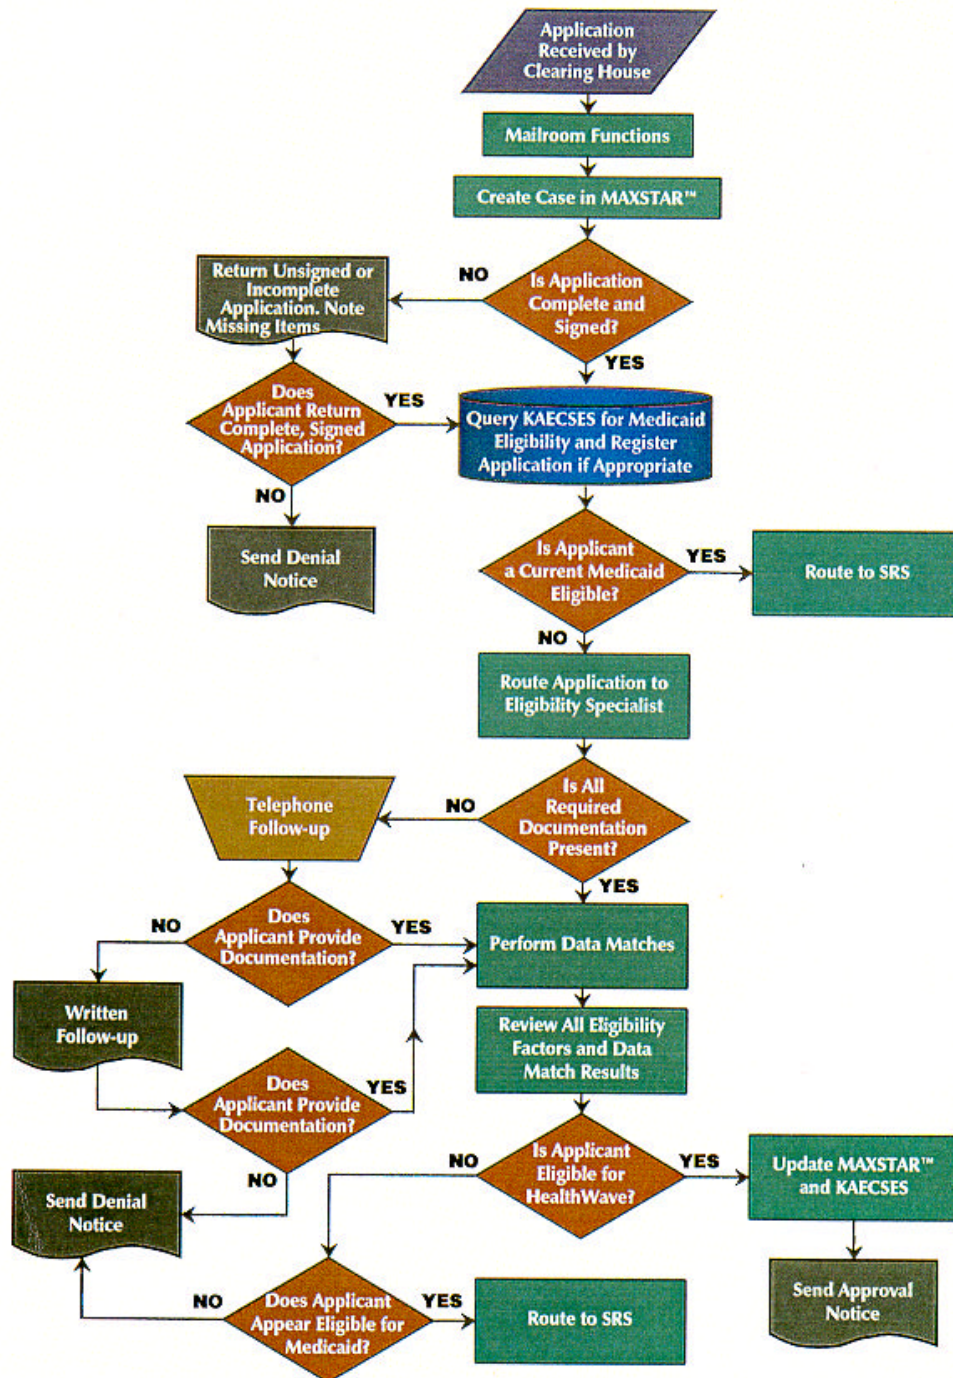 Application
Received by
Clearing House
Mailroom Functions
Create Case in MAXSTAR™
Is Application
Complete and
Signed?
NO
YES
Return Unsigned or
Incomplete
Application. Note
Missing Items
Does
Applicant Return
Complete, Signed
Application?
YES
NO
Query KAECSES for Medicaid
Eligibility and Register
Application if Appropriate
Send Denial
Notice
Is Applicant
a Current Medicaid
Eligible?
YES
NO
Route to SRS
Route Application to
Eligibility Specialist
Is All
Required
Documentation
Present?
NO
YES
Telephone
Follow-up
Does
Applicant Provide
Documentation?
NO
YES
Perform Data Matches
Written
Follow-up
Review All Eligibility
Factors and Data
Match Results
Does
Applicant Provide
Documentation?
YES
NO
Send Denial
Notice
Is Applicant
Eligible for
HealthWave?
NO
YES
Update MAXSTAR™
and KAECSES
Send Approval
Notice
Does Applicant
Appear Eligible for
Medicaid?
NO
YES
Route to SRS